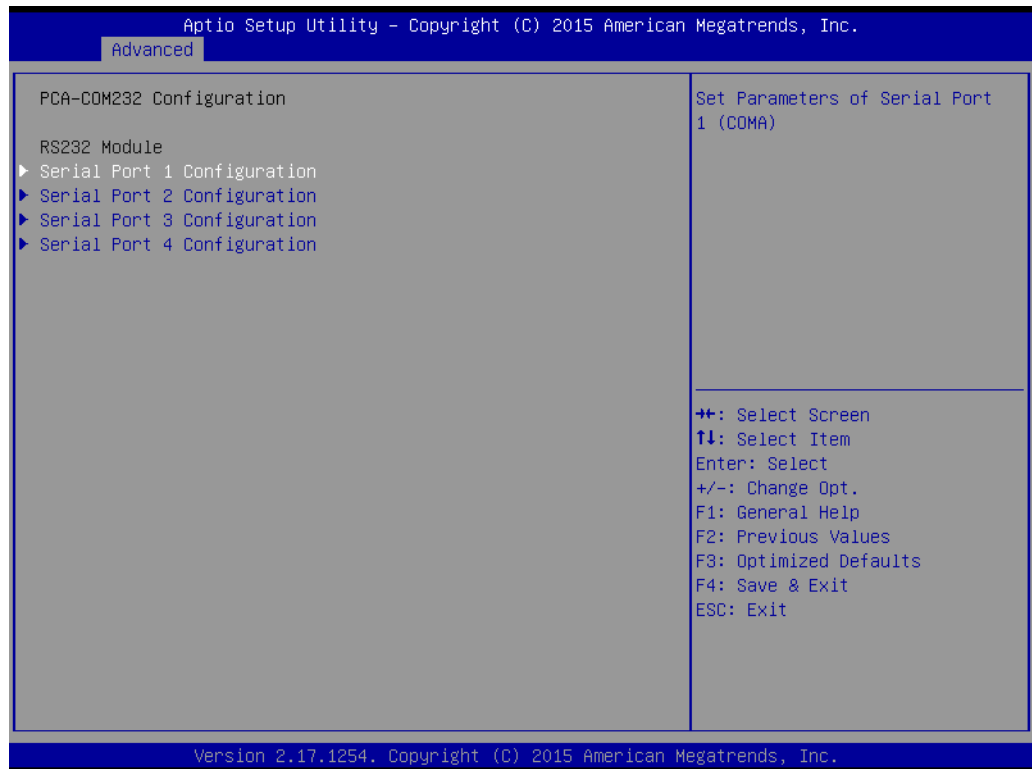 Aptio Setup Utility – Copyright (C) 2015 American Megatrends, Inc.
Advanced
PCA-COM232 Configuration
RS232 Module
▶ Serial Port 1 Configuration
▶ Serial Port 2 Configuration
▶ Serial Port 3 Configuration
▶ Serial Port 4 Configuration
Set Parameters of Serial Port
1 (COMA)
→←: Select Screen
↑↓: Select Item
Enter: Select
+/-: Change Opt.
F1: General Help
F2: Previous Values
F3: Optimized Defaults
F4: Save & Exit
ESC: Exit
Version 2.17.1254. Copyright (C) 2015 American Megatrends, Inc.